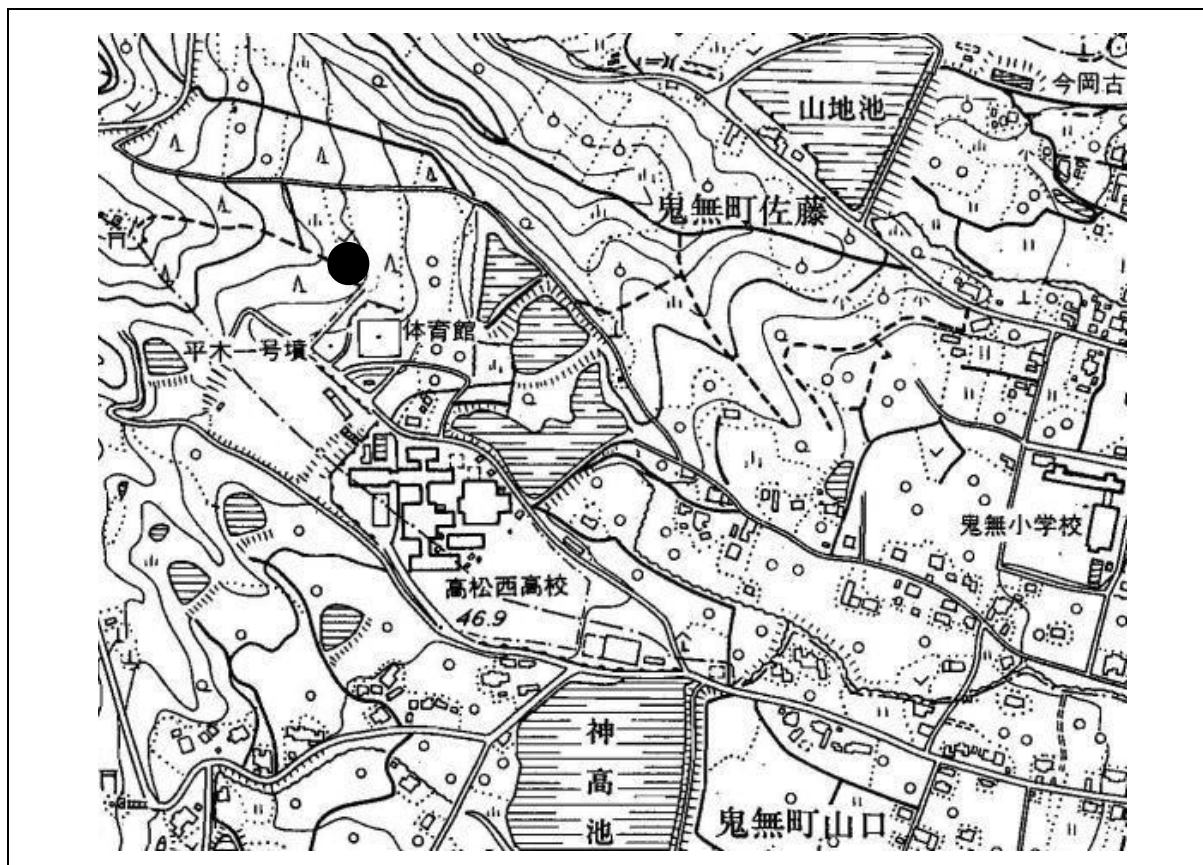 今岡古
山地池
鬼無町佐藤
体育館
平木一号墳
鬼無小学校
高松西高校
46.9
神高池
鬼無町山口